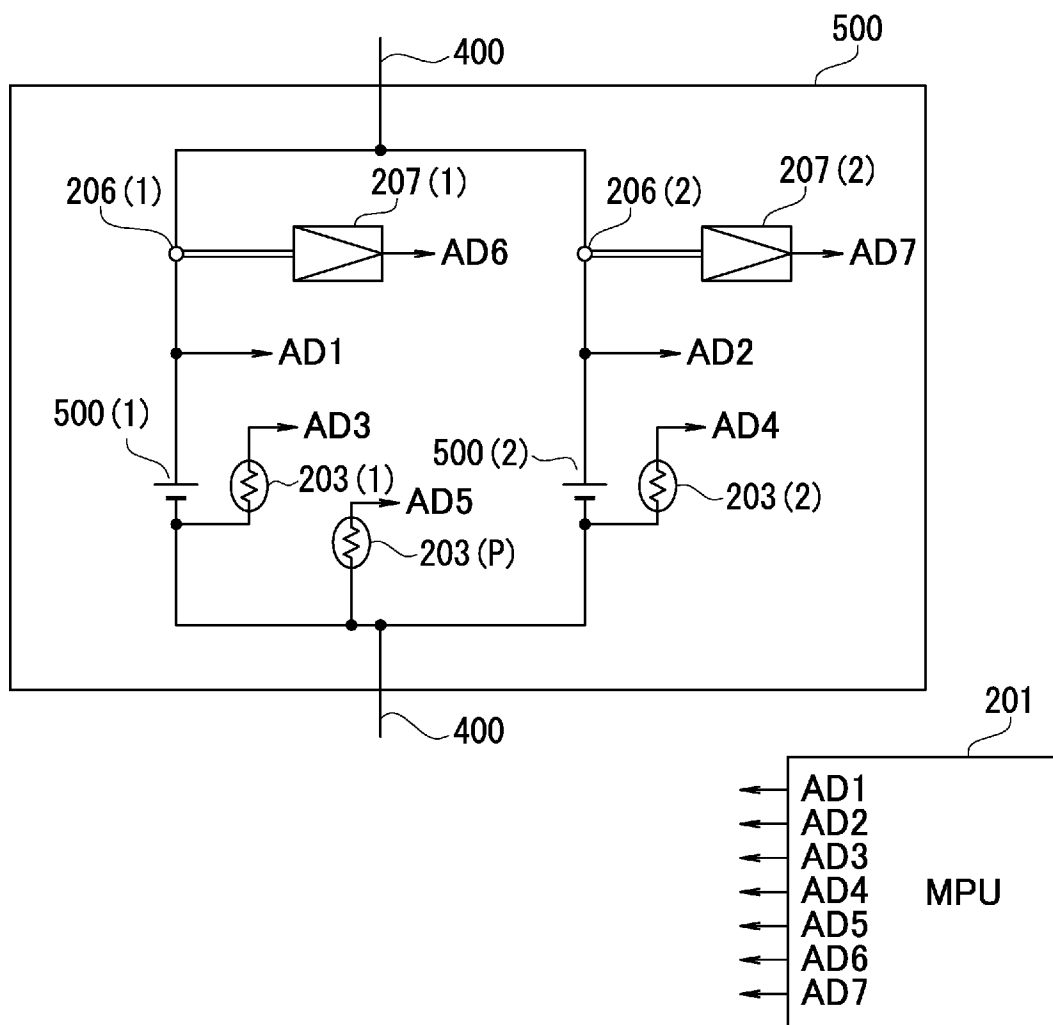 400
500
206(1)
207(1)
AD6
206(2)
207(2)
AD7
AD1
AD2
500(1)
AD3
203(1)
AD5
203(P)
500(2)
AD4
203(2)
400
201
AD1
AD2
AD3
AD4
AD5
AD6
AD7
MPU